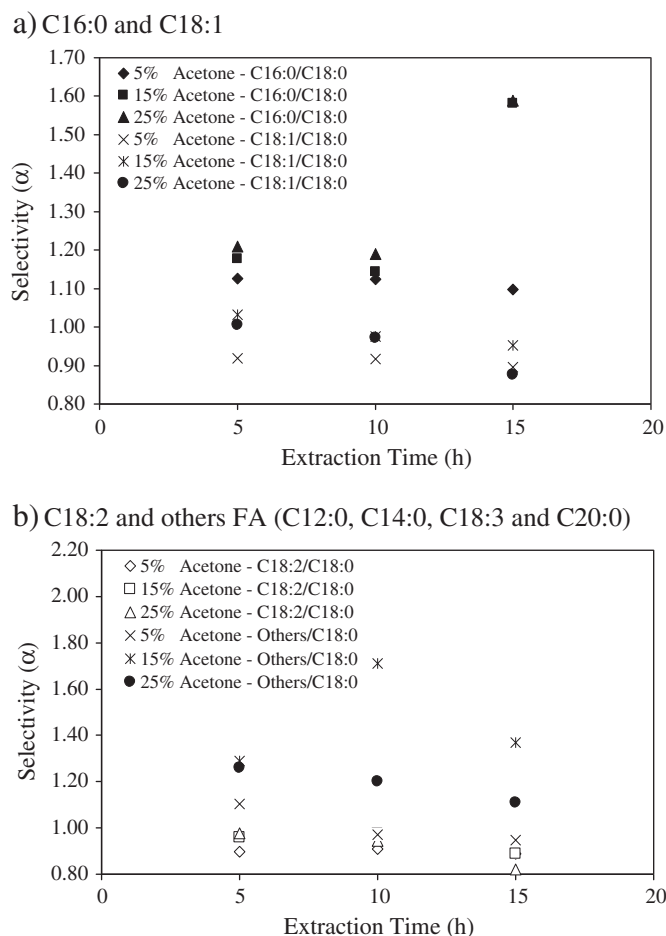 a) C16:0 and C18:1
1.70
1.60
1.50
1.40
1.30
1.20
1.10
1.00
0.90
0.80
Selectivity (α)
5% Acetone - C16:0/C18:0
15% Acetone - C16:0/C18:0
25% Acetone - C16:0/C18:0
5% Acetone - C18:1/C18:0
15% Acetone - C18:1/C18:0
25% Acetone - C18:1/C18:0
0 5 10 15 20
Extraction Time (h)
b) C18:2 and others FA (C12:0, C14:0, C18:3 and C20:0)
2.20
2.00
1.80
1.60
1.40
1.20
1.00
0.80
Selectivity (α)
5% Acetone - C18:2/C18:0
15% Acetone - C18:2/C18:0
25% Acetone - C18:2/C18:0
5% Acetone - Others/C18:0
15% Acetone - Others/C18:0
25% Acetone - Others/C18:0
0 5 10 15 20
Extraction Time (h)